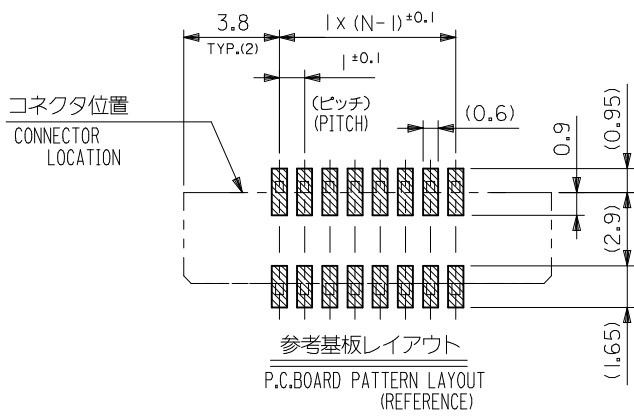 3.8
TYP.(2)
1x(N-1)±0.1
1±0.1
(ピッチ)
(PITCH)
(0.6)
0.9
(0.95)
コネクタ位置
CONNECTOR
LOCATION
(2.9)
(1.65)
参考基板レイアウト
P.C.BOARD PATTERN LAYOUT
(REFERENCE)